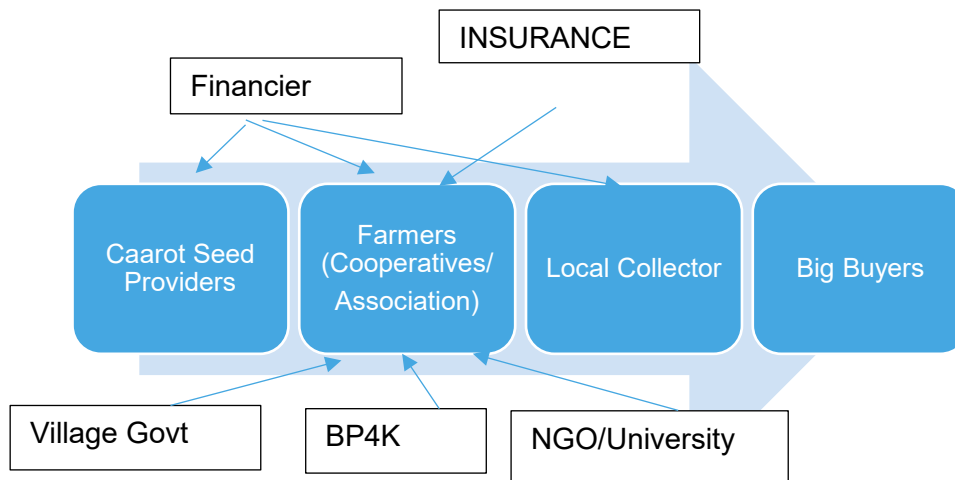 INSURANCE
Financier
Caarot Seed
Providers
Farmers
(Cooperatives/
Association)
Local Collector
Big Buyers
Village Govt
BP4K
NGO/University